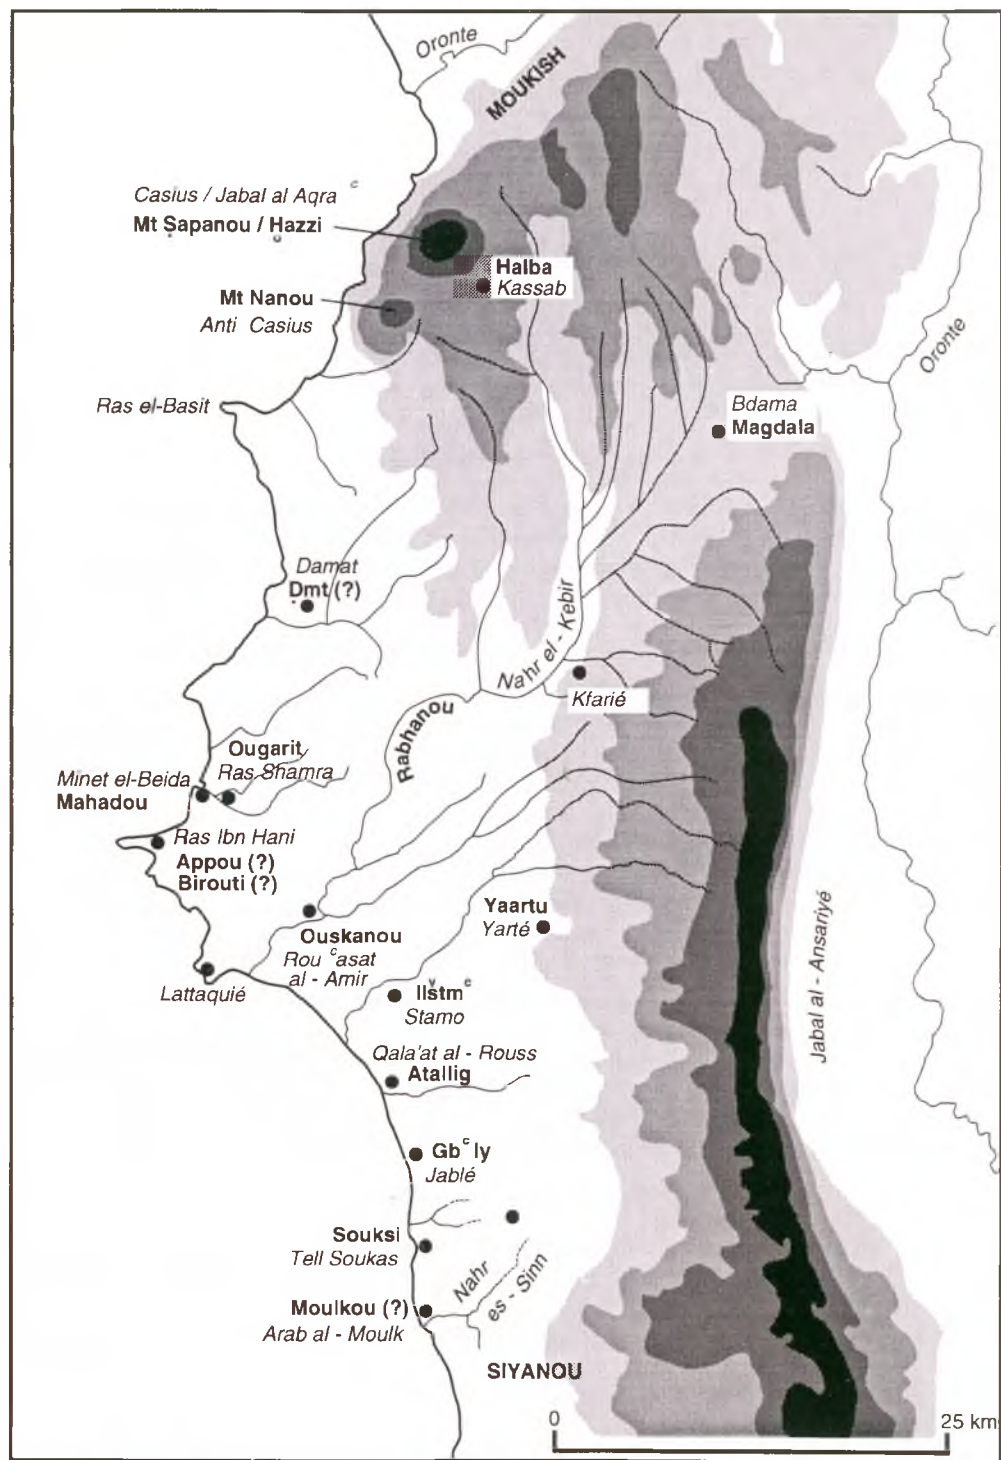 Oronte
MOUKISH
Casius / Jabal al Aqra ᶜ
Mt Ṣapanou / Hazzi
Halba
Kassab
Mt Nanou
Anti Casius
Oronte
Ras el-Basit
Bdama
Magdala
Damat
Dmt (?)
Nahr el - Kebir
Kfarié
Rabhanou
Ougarit
Ras Shamra
Minet el-Beida
Mahadou
Ras Ibn Hani
Appou (?)
Birouti (?)
Ouskanou
Rou ᶜasat
al - Amir
Yaartu
Yarté
Lattaquié
Ilštmᶜ
Stamo
Jabal al - Ansariyé
Qala'at al - Rouss
Atallig
Gbᶜly
Jablé
Souksi
Tell Soukas
Nahr
es - Sinn
Moulkou (?)
Arab al - Moulk
SIYANOU
0
25 km